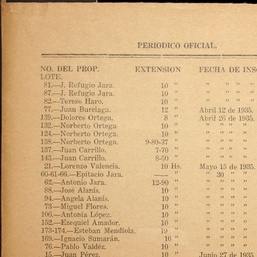 PERIODICO OFICIAL.
NO. DEL PROP. EXTENSION FECHA DE INSC
LOTE.
81.—J. Refugio Jara. 10 "
87.—J. Refugio Jara. 10 "
82.—Tereso Haro. 10 "
77.—Juan Barriaga. 12 " Abril 12 de 1935.
139.—Dolores Ortega. 8 " Abril 26 de 1935.
132.—Norberto Ortega 10 " " " "
124.—Norberto Ortega 10 " " " "
138.—Norberto Ortega 9-80-37 " " "
137.—Juan Carrillo. 7-70 " " " "
143.—Juan Carrillo. 8-50 " " " "
21.—Lorenzo Valencia. 10 Hs. Mayo 15 de 1935.
60-61-66.—Epitacio Jara. —— " 30 " "
62.—Antonio Jara. 12-90 " " "
88.—José Alanís. 10 " " " "
94.—Angela Alanís. 10 " " " "
73.—Miguel Flores. 10 " " " "
106.—Antonia López. 10 " " " "
152.—Ezequiel Amador. 10 " " " "
173-174.—Esteban Mendiola. 19 " " " "
169.—Ignacio Sumarán. 16 " " " "
76.—Pablo Valdéz. 10 " " " "
15.—Juan Pérez. 10 " Junio 27 de 1935.